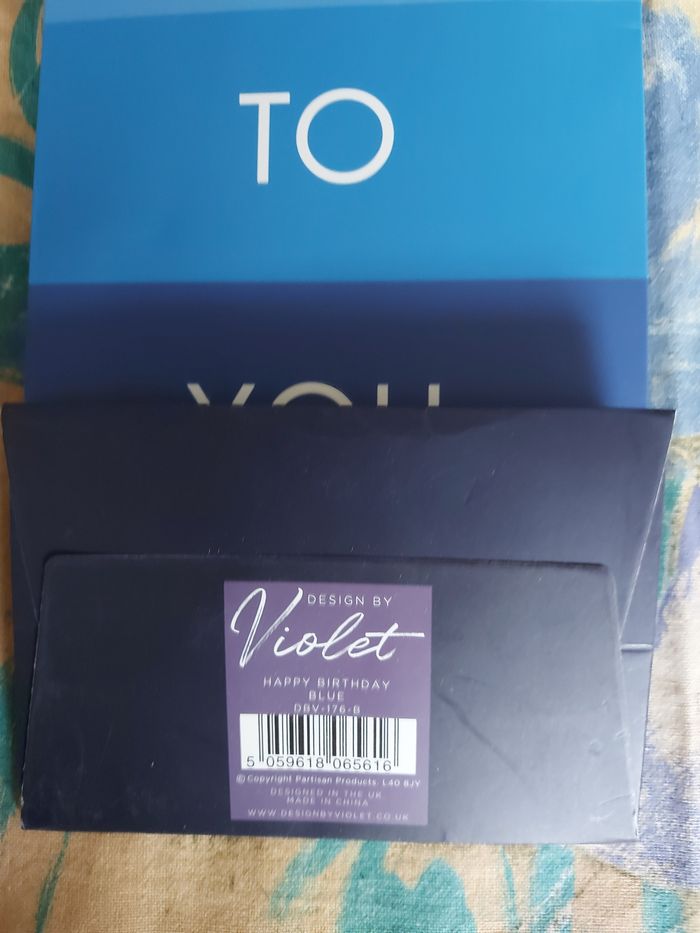 TO
YOU
DESIGN BY
Violet
HAPPY BIRTHDAY
BLUE
DBV-176-B
5 059618 065616
© Copyright Partisan Products. L40 8JY
DESIGNED IN THE UK
MADE IN CHINA
WWW.DESIGNBYVIOLET.CO.UK